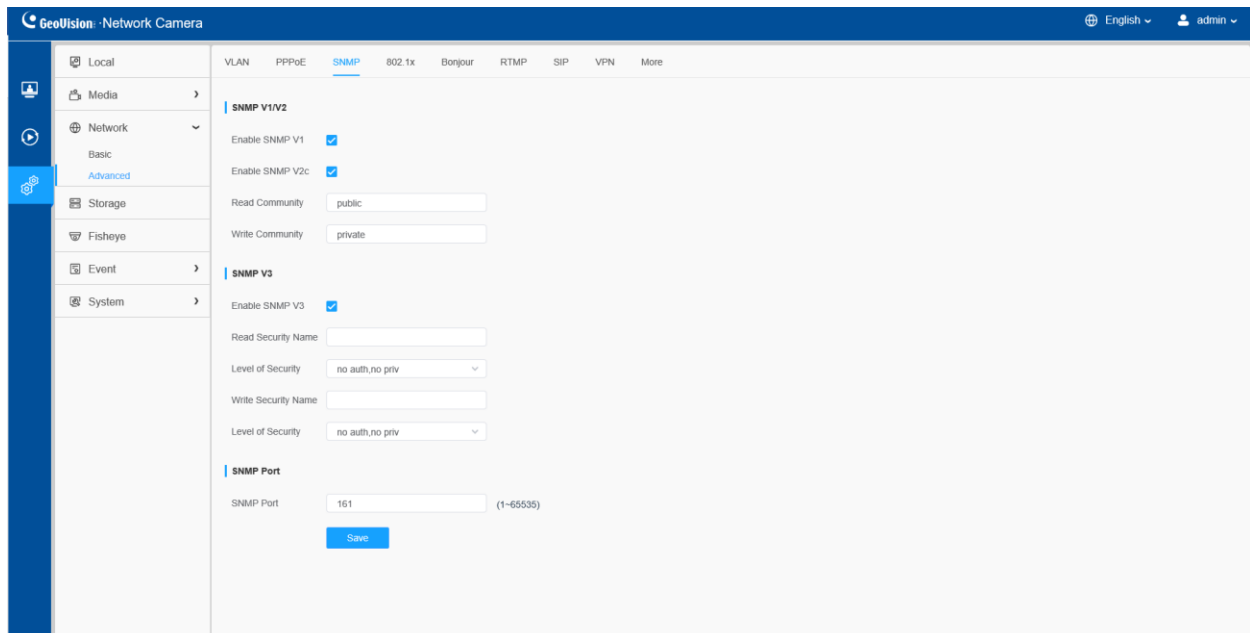 GeoVision: ·Network Camera
English
admin
Local
Media
Network
Basic
Advanced
Storage
Fisheye
Event
System
VLAN PPPoE SNMP 802.1x Bonjour RTMP SIP VPN More
SNMP V1/V2
Enable SNMP V1
Enable SNMP V2c
Read Community public
Write Community private
SNMP V3
Enable SNMP V3
Read Security Name
Level of Security no auth,no priv
Write Security Name
Level of Security no auth,no priv
SNMP Port
SNMP Port 161 (1~65535)
Save